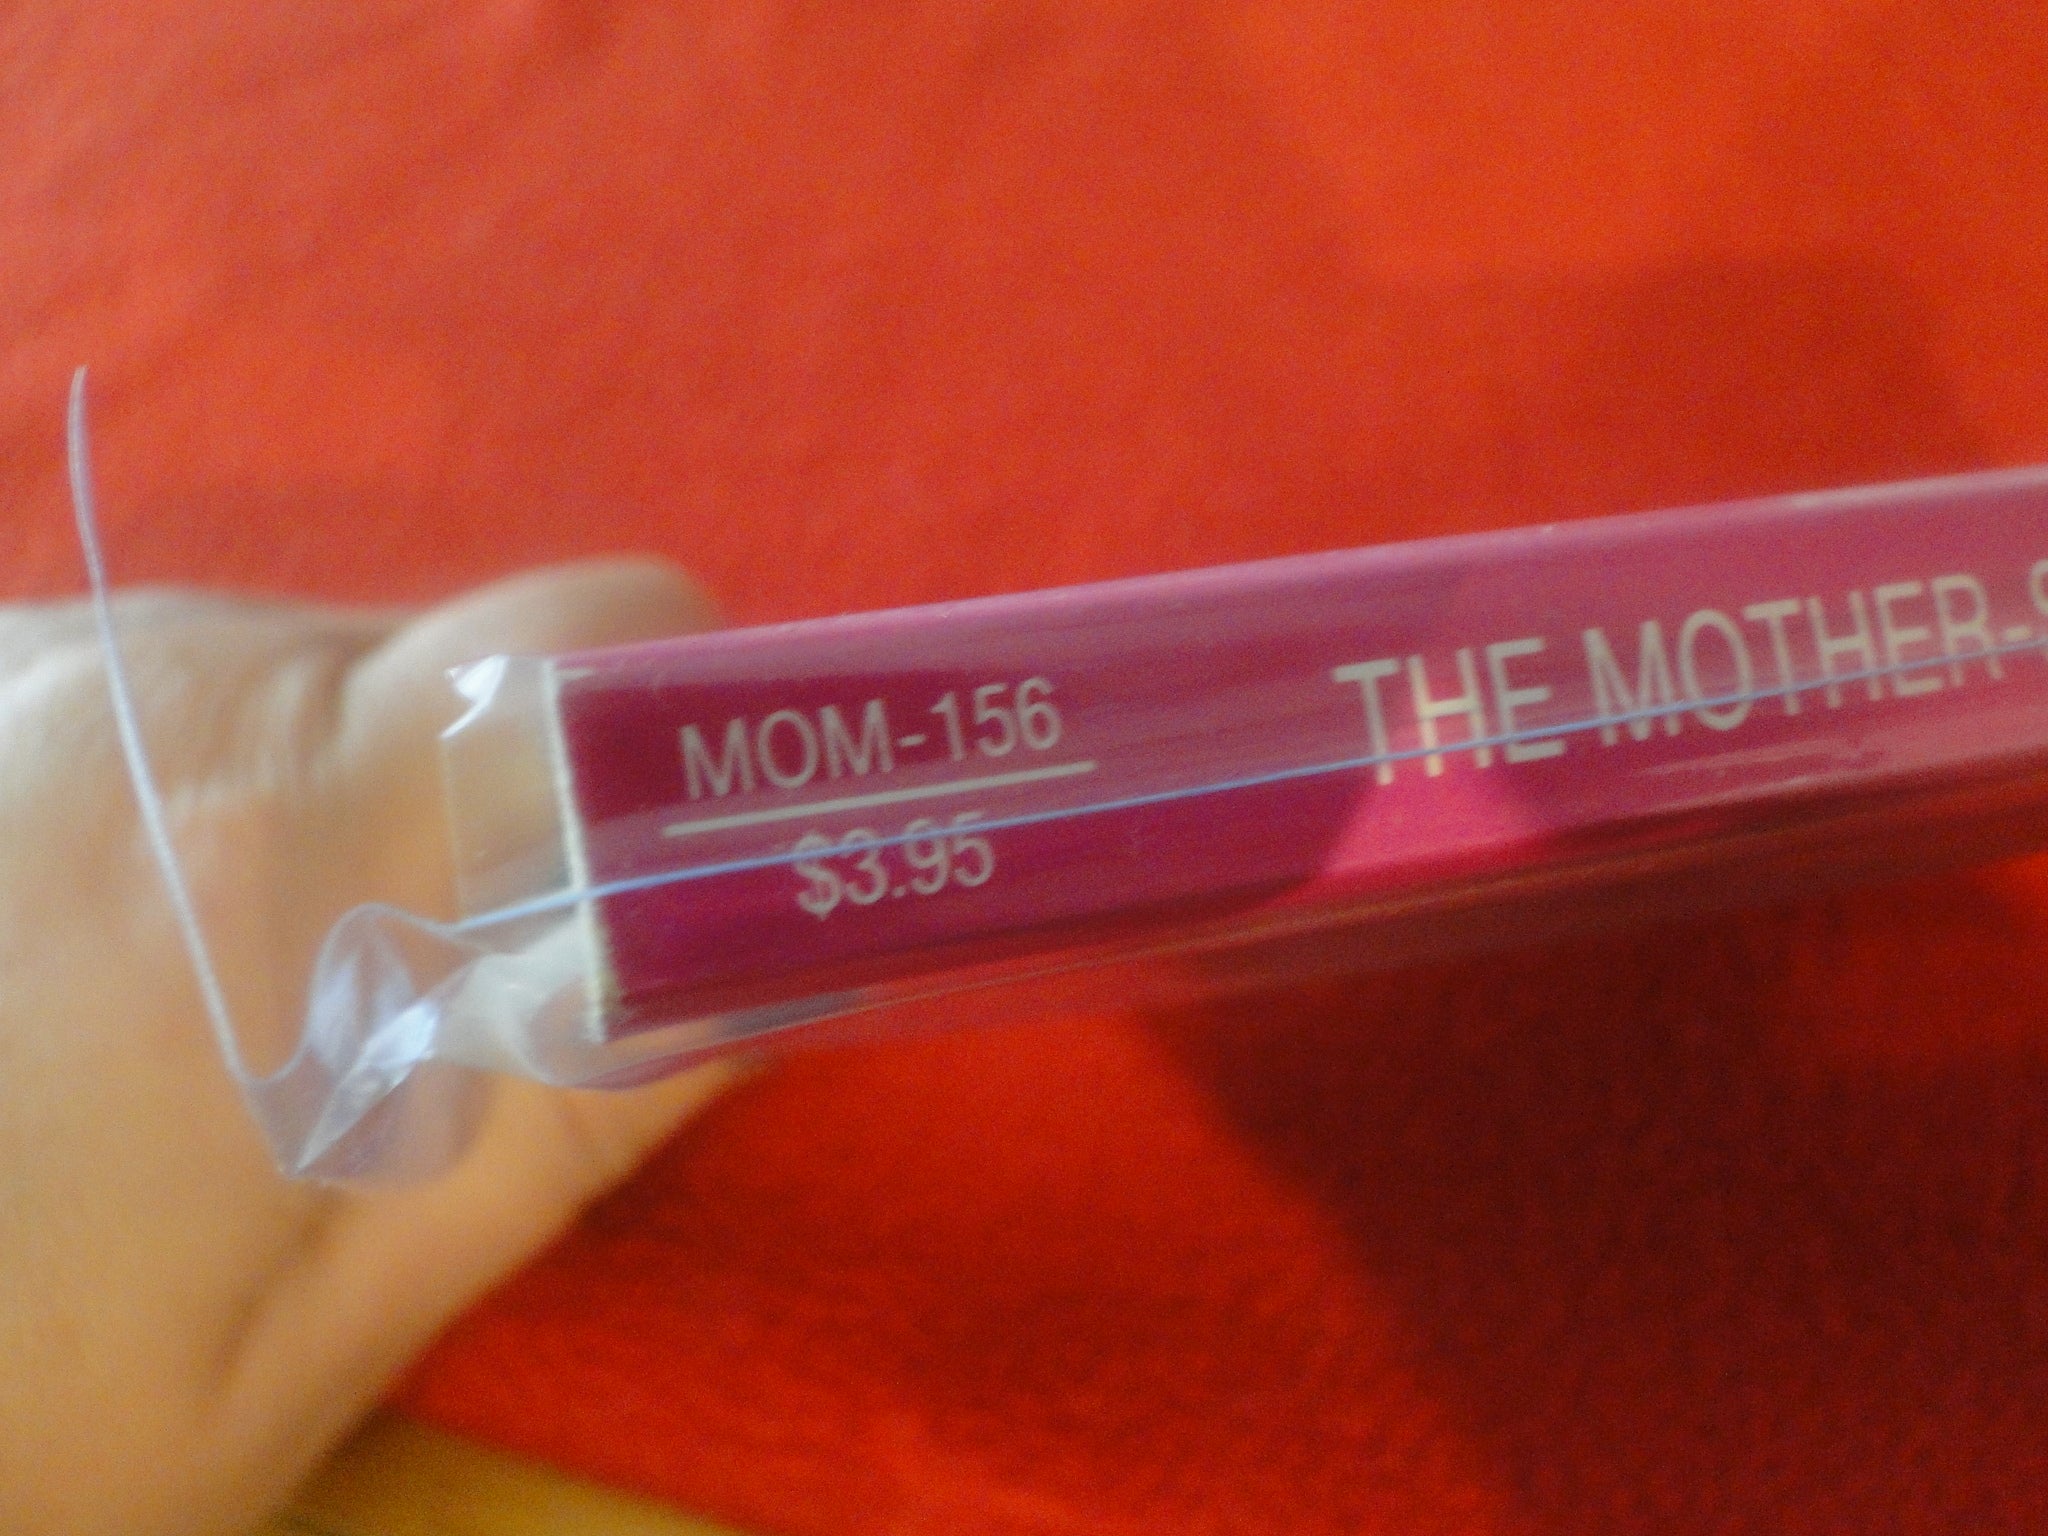 MOM-156
$3.95
THE MOTHER-S